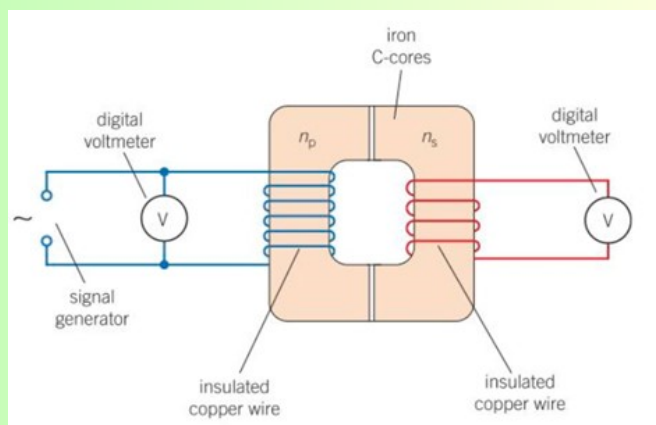 iron
C-cores
digital
voltmeter
digital
voltmeter
np
ns
~
V
V
signal
generator
insulated
copper wire
insulated
copper wire